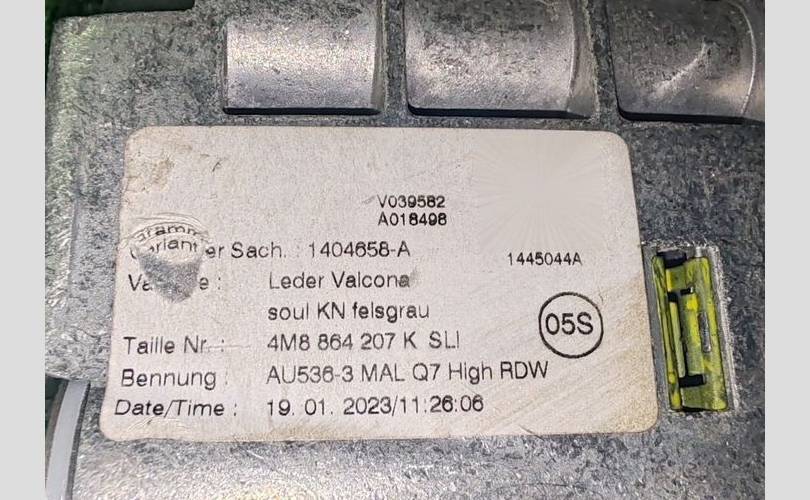 V039582
A018498
er Sach. : 1404658-A
1445044A
Leder Valcona
soul KN felsgrau
05S
Taille Nr. : 4M8 864 207 K SLI
Bennung : AU536-3 MAL Q7 High RDW
Date/Time : 19. 01. 2023/11:26:06